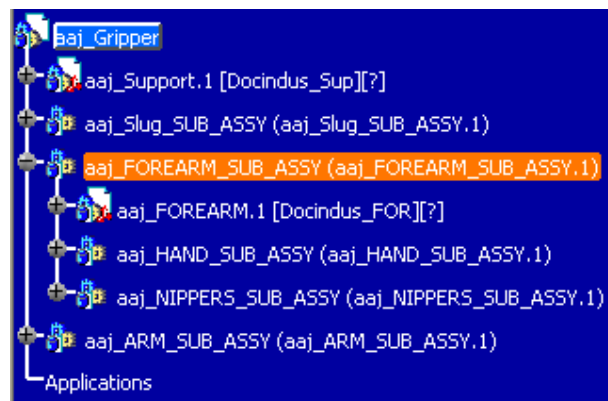 aaj_Gripper
aaj_Support.1 [Docindus_Sup][?]
aaj_Slug_SUB_ASSY (aaj_Slug_SUB_ASSY.1)
aaj_FOREARM_SUB_ASSY (aaj_FOREARM_SUB_ASSY.1)
aaj_FOREARM.1 [Docindus_FOR][?]
aaj_HAND_SUB_ASSY (aaj_HAND_SUB_ASSY.1)
aaj_NIPPERS_SUB_ASSY (aaj_NIPPERS_SUB_ASSY.1)
aaj_ARM_SUB_ASSY (aaj_ARM_SUB_ASSY.1)
Applications